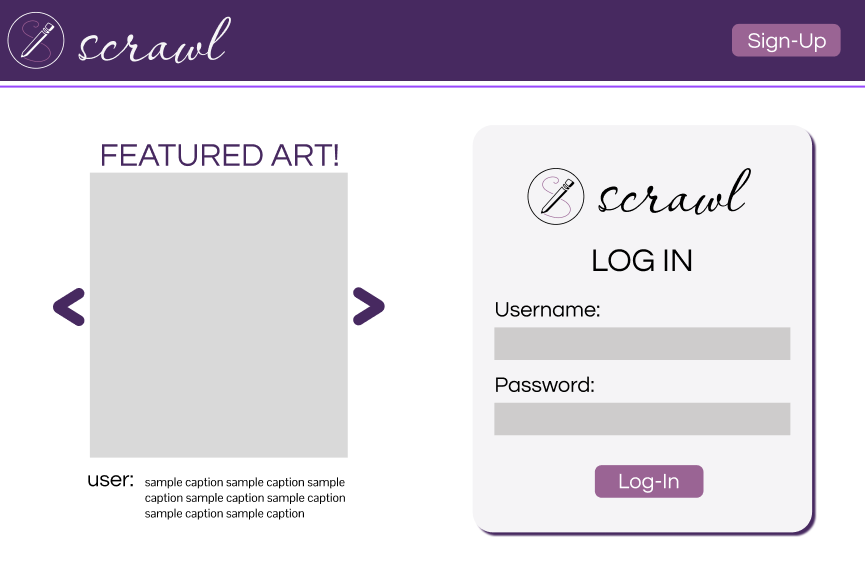 scrawl
Sign-Up
FEATURED ART!
< >
user: sample caption sample caption sample
caption sample caption sample caption
sample caption sample caption
scrawl
LOG IN
Username:
Password:
Log-In